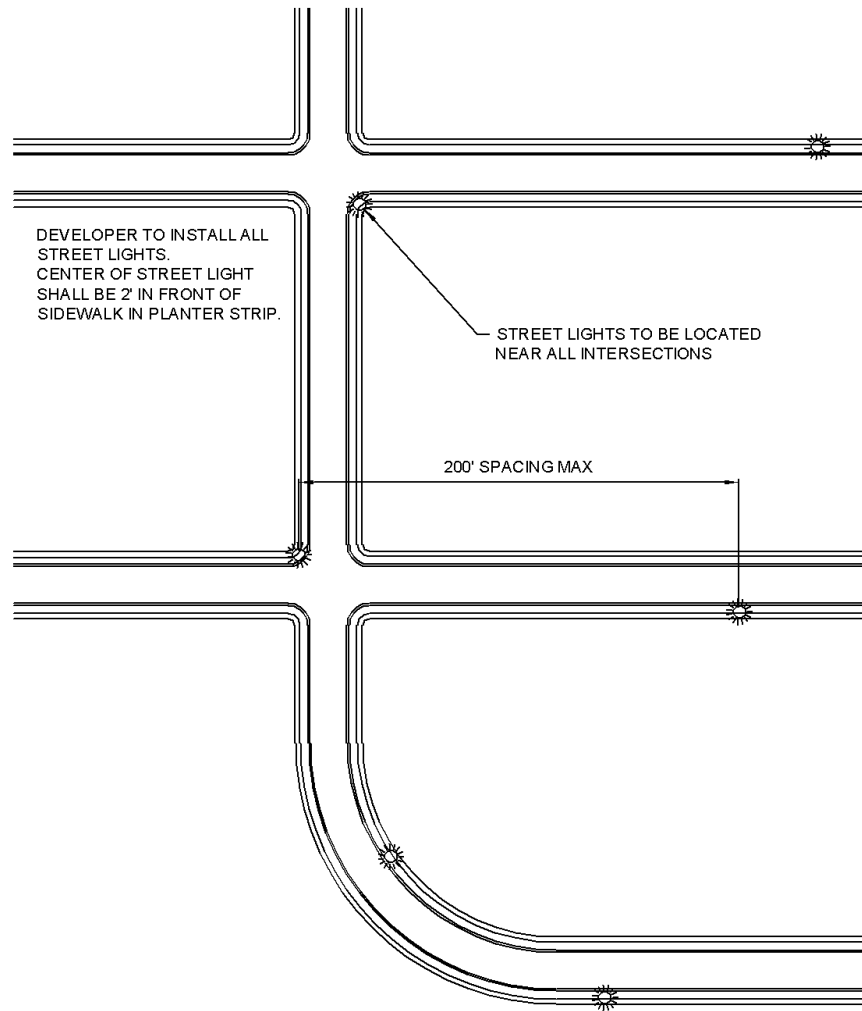 DEVELOPER TO INSTALL ALL
STREET LIGHTS.
CENTER OF STREET LIGHT
SHALL BE 2' IN FRONT OF
SIDEWALK IN PLANTER STRIP.
STREET LIGHTS TO BE LOCATED
NEAR ALL INTERSECTIONS
200' SPACING MAX